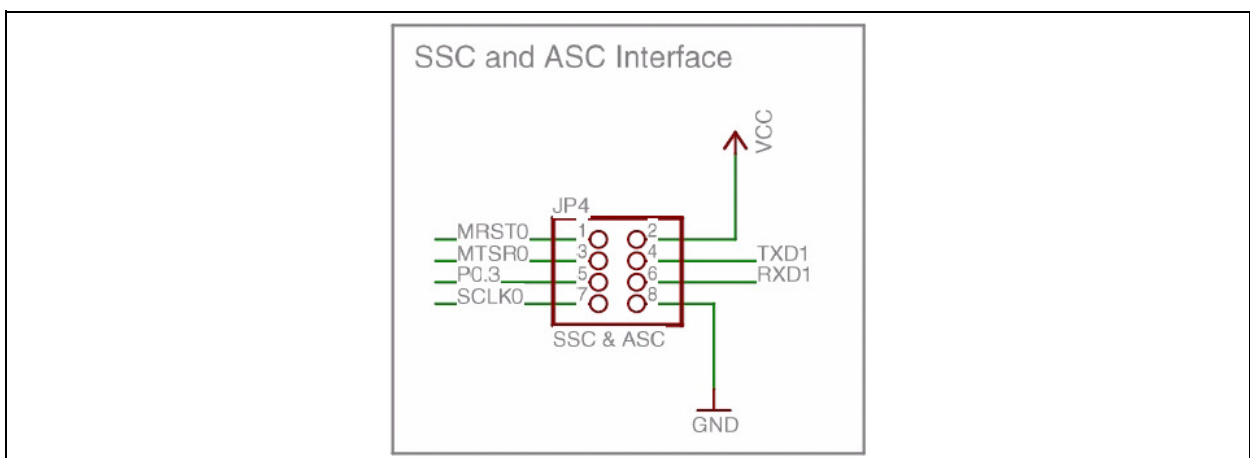 SSC and ASC Interface
VCC
JP4
MRST0 1 2
MTSR0 3 4 TXD1
P0.3 5 6 RXD1
SCLK0 7 8
SSC & ASC
GND